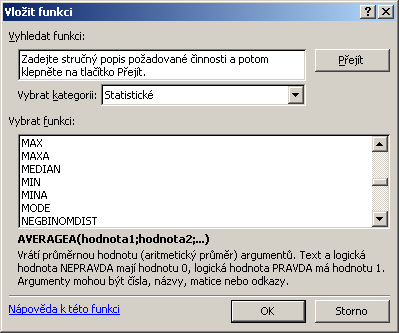 Vložit funkci
Vyhledat funkci:
Zadejte stručný popis požadované činnosti a potom
klepněte na tlačítko Přejít.
Přejít
Vybrat kategorii: Statistické
Vybrat funkci:
MAX
MAXA
MEDIAN
MIN
MINA
MODE
NEGBINOMDIST
AVERAGEA(hodnota1;hodnota2;...)
Vrátí průměrnou hodnotu (aritmetický průměr) argumentů. Text a logická
hodnota NEPRAVDA mají hodnotu 0, logická hodnota PRAVDA má hodnotu 1.
Argumenty mohou být čísla, názvy, matice nebo odkazy.
Nápověda k této funkci
OK
Storno